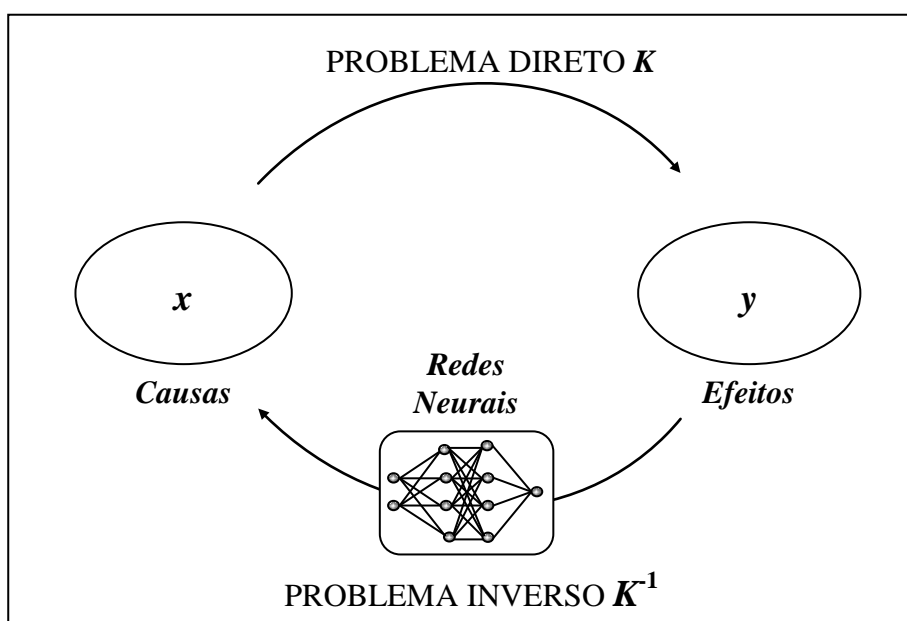 PROBLEMA DIRETO K
x
y
Causas
Redes
Neurais
Efeitos
PROBLEMA INVERSO K⁻¹